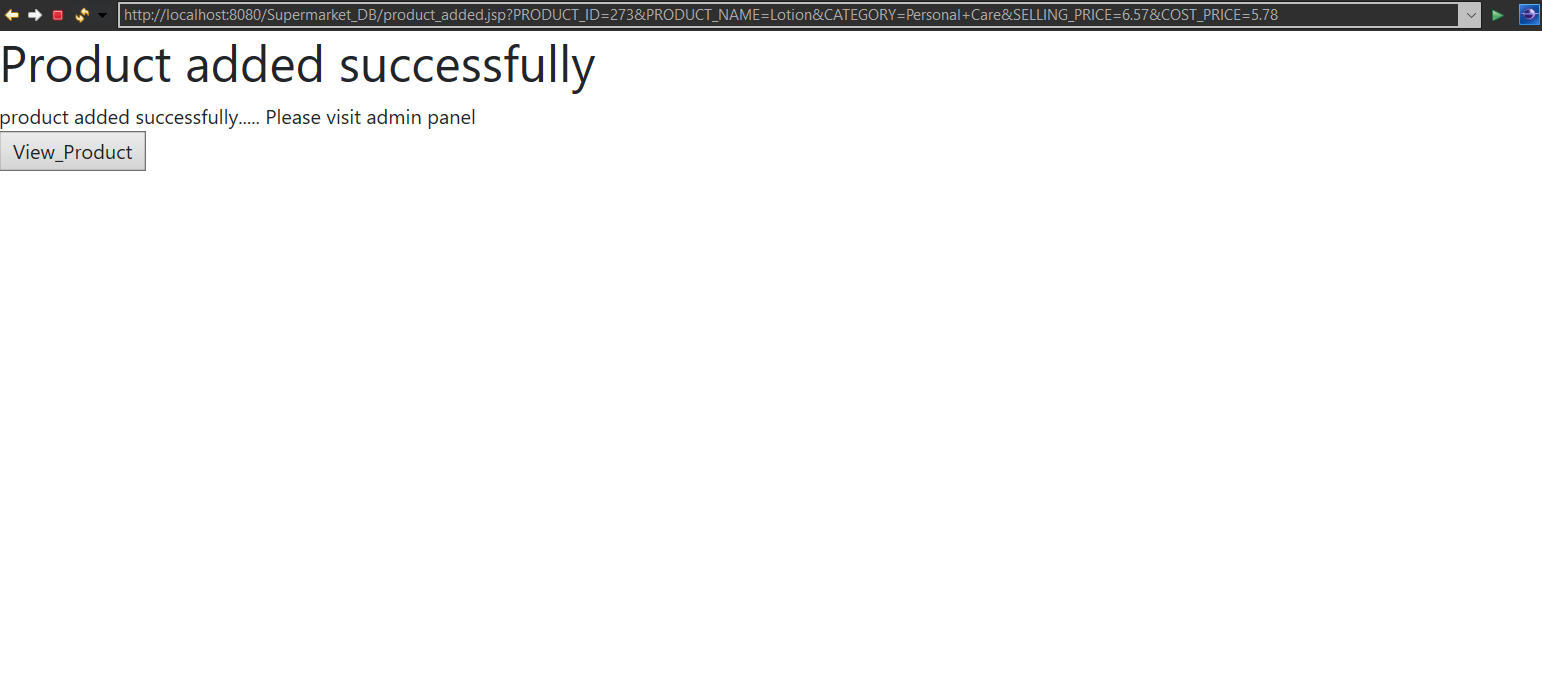 http://localhost:8080/Supermarket_DB/product_added.jsp?PRODUCT_ID=273&PRODUCT_NAME=Lotion&CATEGORY=Personal+Care&SELLING_PRICE=6.57&COST_PRICE=5.78
Product added successfully
product added successfully..... Please visit admin panel
View_Product